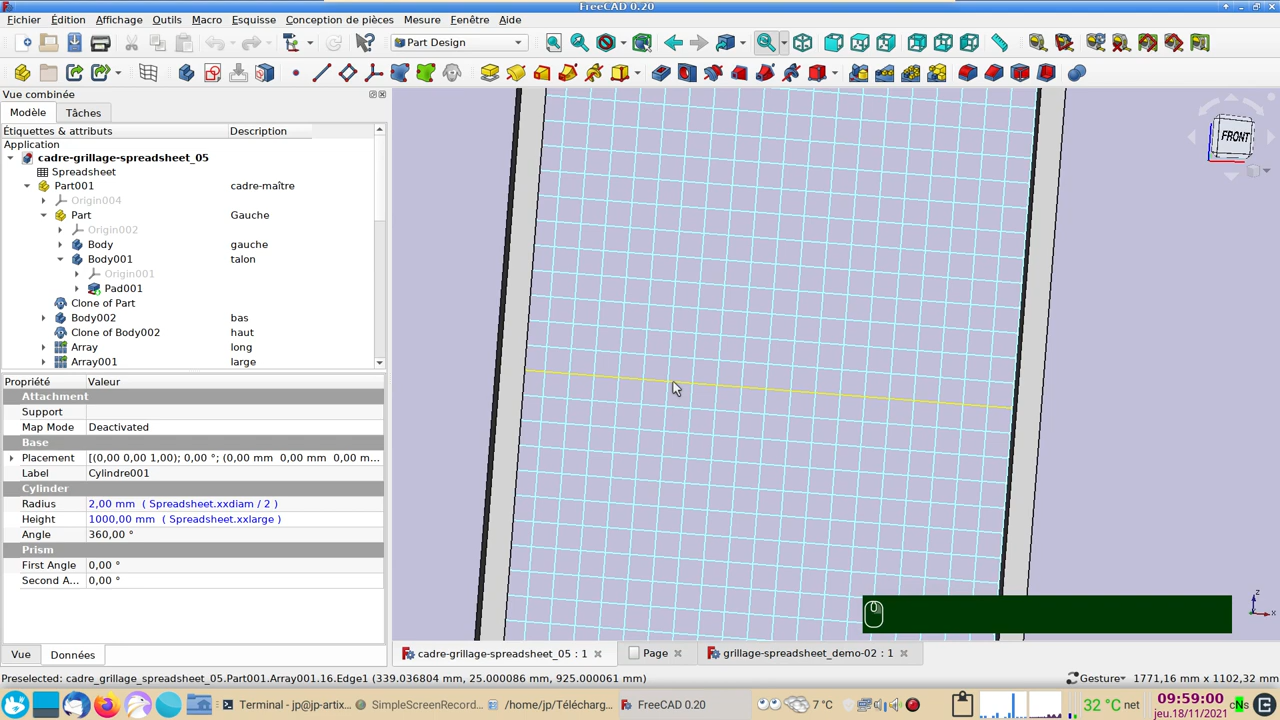 FreeCAD 0.20
Fichier Édition Affichage Outils Macro Esquisse Conception de pièces Mesure Fenêtre Aide
Part Design
Vue combinée
Modèle Tâches
Étiquettes & attributs Description
Application
cadre-grillage-spreadsheet_05
Spreadsheet
Part001 cadre-maître
Origin004
Part Gauche
Origin002
Body gauche
Body001 talon
Origin001
Pad001
Clone of Part
Body002 bas
Clone of Body002 haut
Array long
Array001 large
Propriété Valeur
Attachment
Support
Map Mode Deactivated
Base
Placement [(0,00 0,00 1,00); 0,00 °; (0,00 mm 0,00 mm 0,00 m...
Label Cylindre001
Cylinder
Radius 2,00 mm ( Spreadsheet.xxdiam / 2 )
Height 1000,00 mm ( Spreadsheet.xxlarge )
Angle 360,00 °
Prism
First Angle 0,00 °
Second A... 0,00 °
FRONT
z
x
Vue Données
cadre-grillage-spreadsheet_05 : 1 Page grillage-spreadsheet_demo-02 : 1
Preselected: cadre_grillage_spreadsheet_05.Part001.Array001.16.Edge1 (339.036804 mm, 25.000086 mm, 925.000061 mm) Gesture 1771,16 mm x 1102,32 mm
Terminal - jp@jp-artix... SimpleScreenRecord... /home/jp/Télécharg... FreeCAD 0.20 7°C 32 °C net 09:59:00
jeu.18/11/2021
cNs